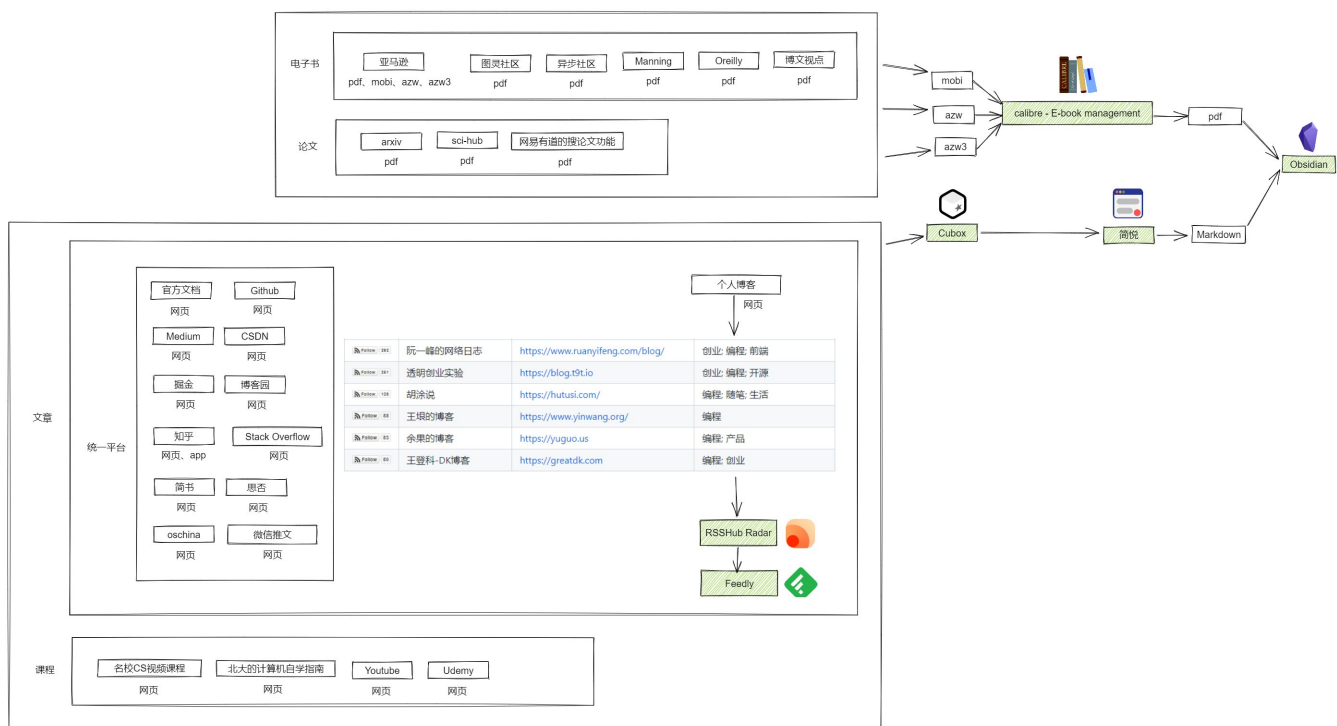 电子书
亚马逊
pdf、mobi、azw、azw3
图灵社区
pdf
异步社区
pdf
Manning
pdf
Oreilly
pdf
博文视点
pdf
论文
arxiv
pdf
sci-hub
pdf
网易有道的搜论文功能
pdf
mobi
azw
azw3
CALIBRE
calibre - E-book management
pdf
Obsidian
Cubox
简悦
Markdown
文章
统一平台
官方文档
网页
Github
网页
Medium
网页
CSDN
网页
掘金
网页
博客园
网页
知乎
网页、app
Stack Overflow
网页
简书
网页
思否
网页
oschina
网页
微信推文
网页
个人博客
网页
Follow 阮一峰的网络日志 https://www.ruanyifeng.com/blog/ 创业; 编程; 前端
Follow 透明创业实验 https://blog.t9t.io 创业; 编程; 开源
Follow 胡涂说 https://hutusi.com/ 编程; 随笔; 生活
Follow 王垠的博客 https://www.yinwang.org/ 编程
Follow 余果的博客 https://yuguo.us 编程; 产品
Follow 王登科-DK博客 https://greatdk.com 编程; 创业
RSSHub Radar
Feedly
课程
名校CS视频课程
网页
北大的计算机自学指南
网页
Youtube
网页
Udemy
网页